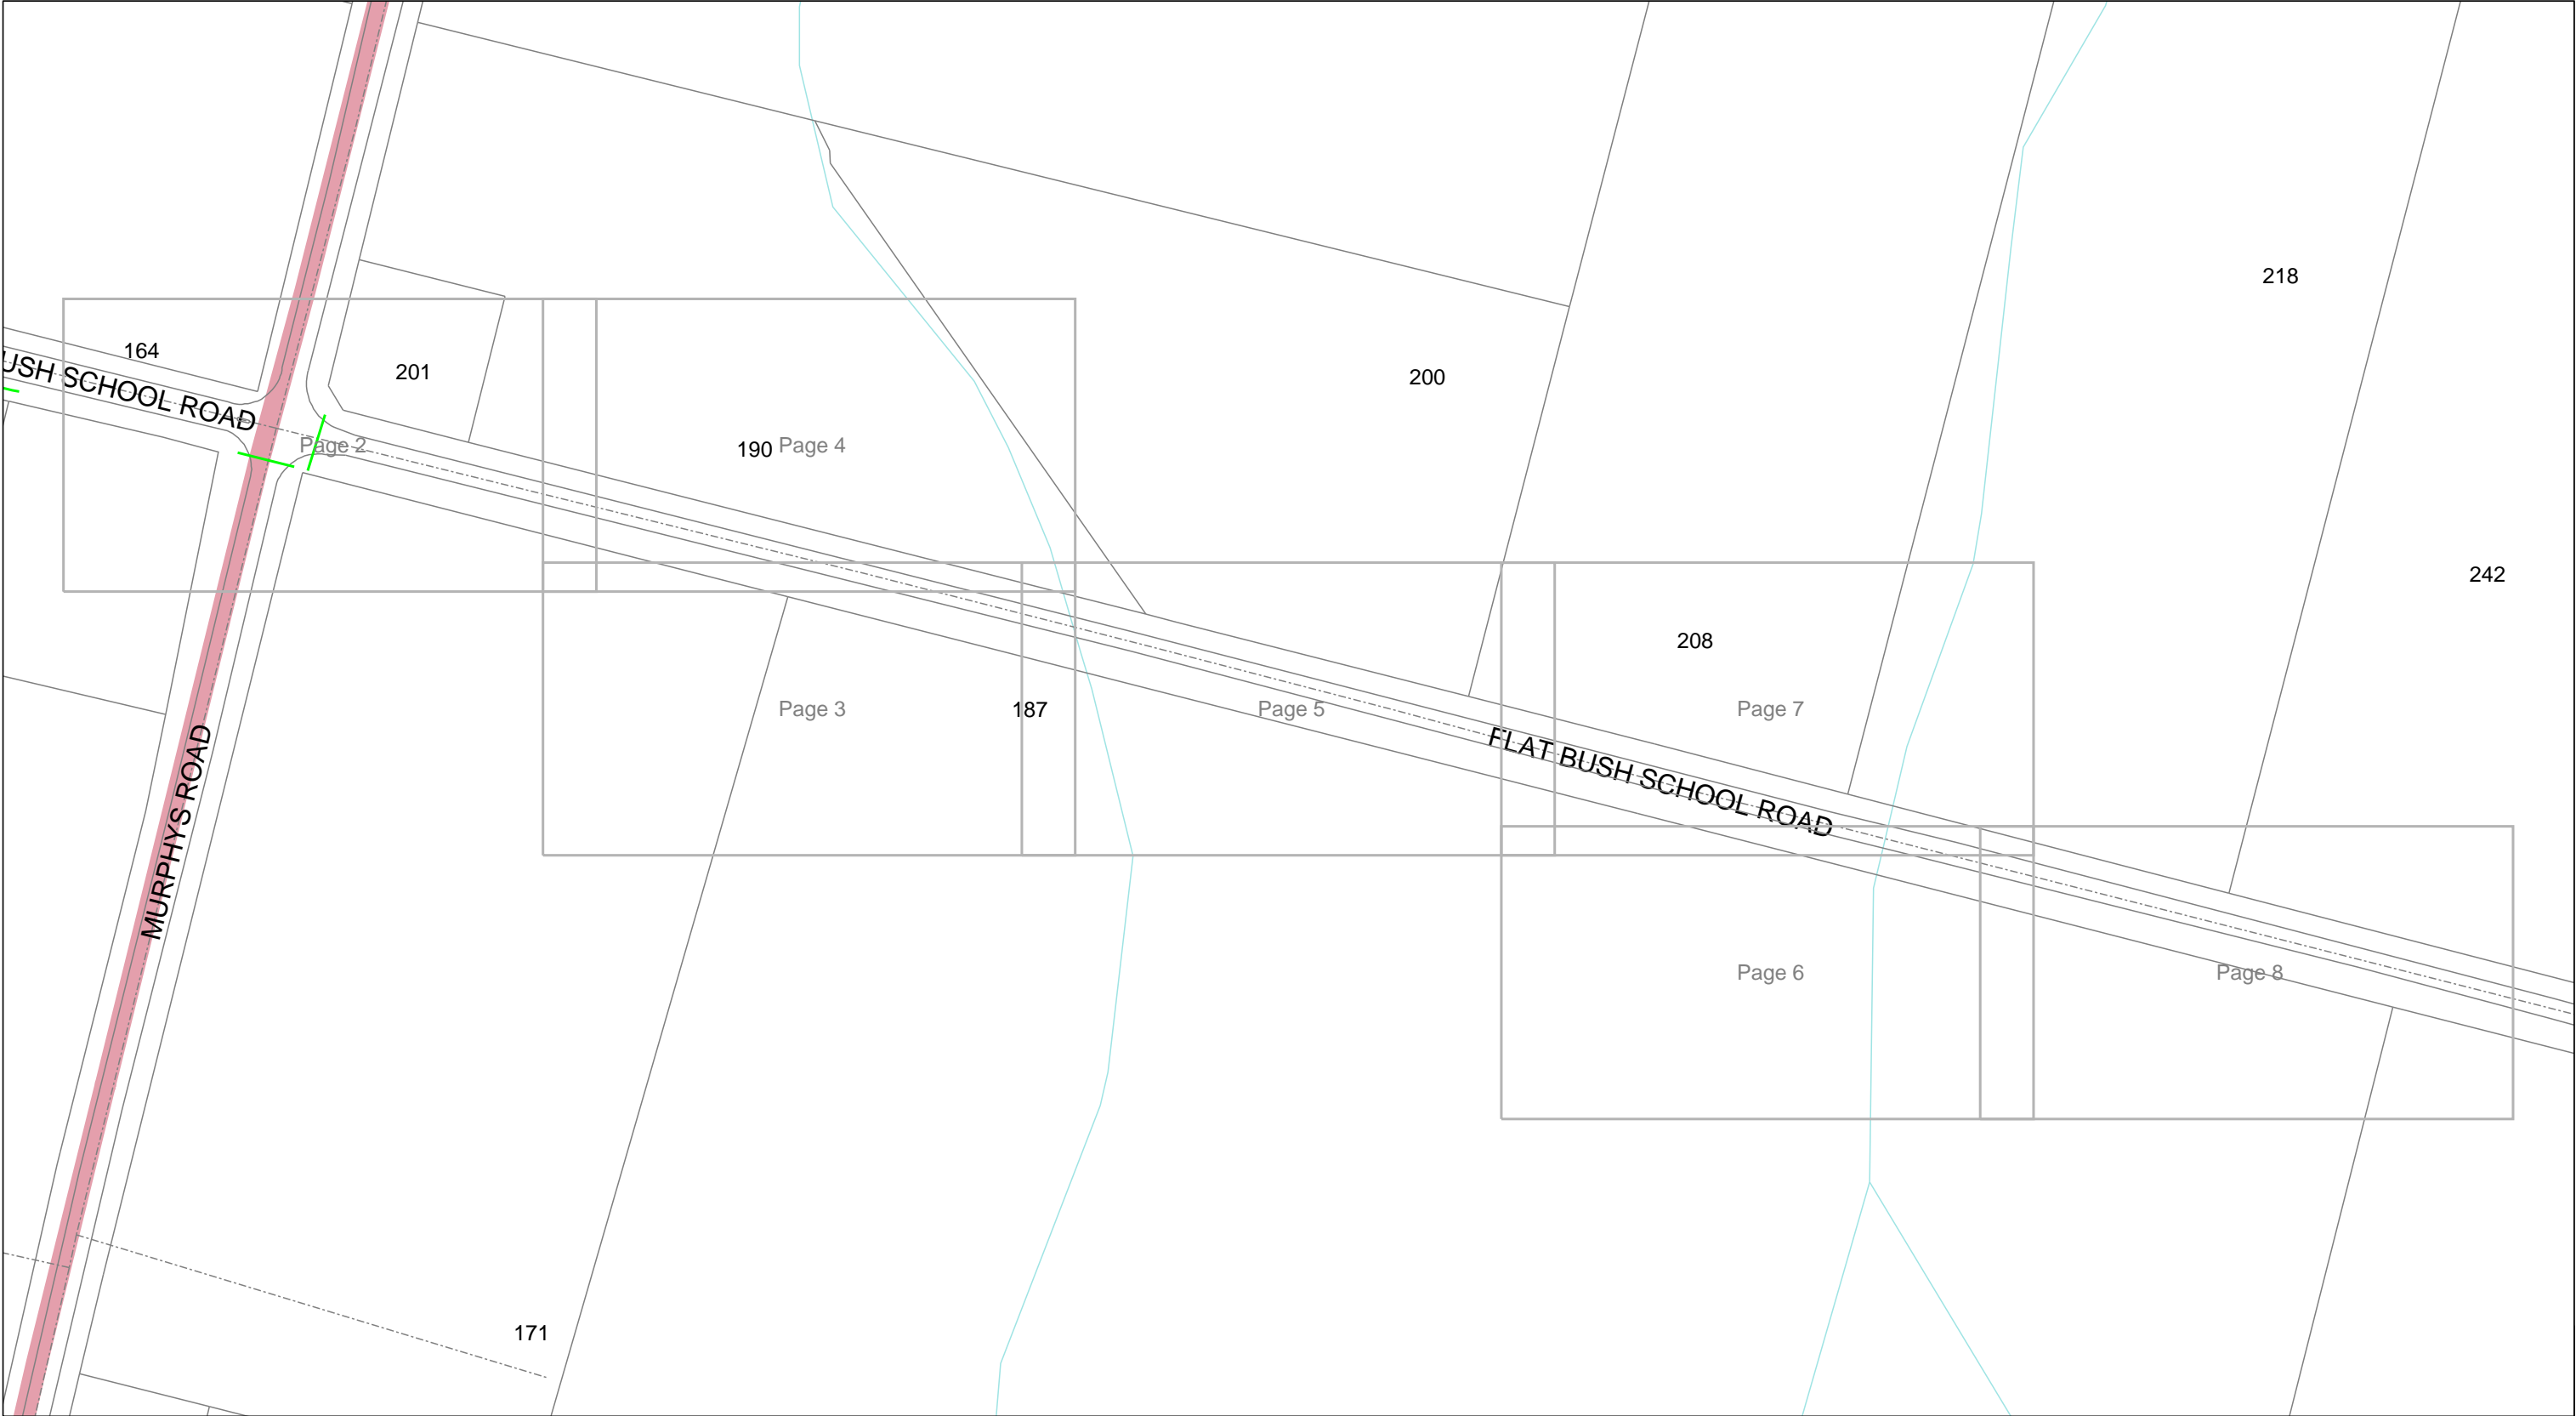 218
164
201
200
USH SCHOOL ROAD
Page 2
190
Page 4
242
208
187
Page 3
Page 5
Page 7
FLAT BUSH SCHOOL ROAD
MURPHYS ROAD
Page 6
Page 8
171